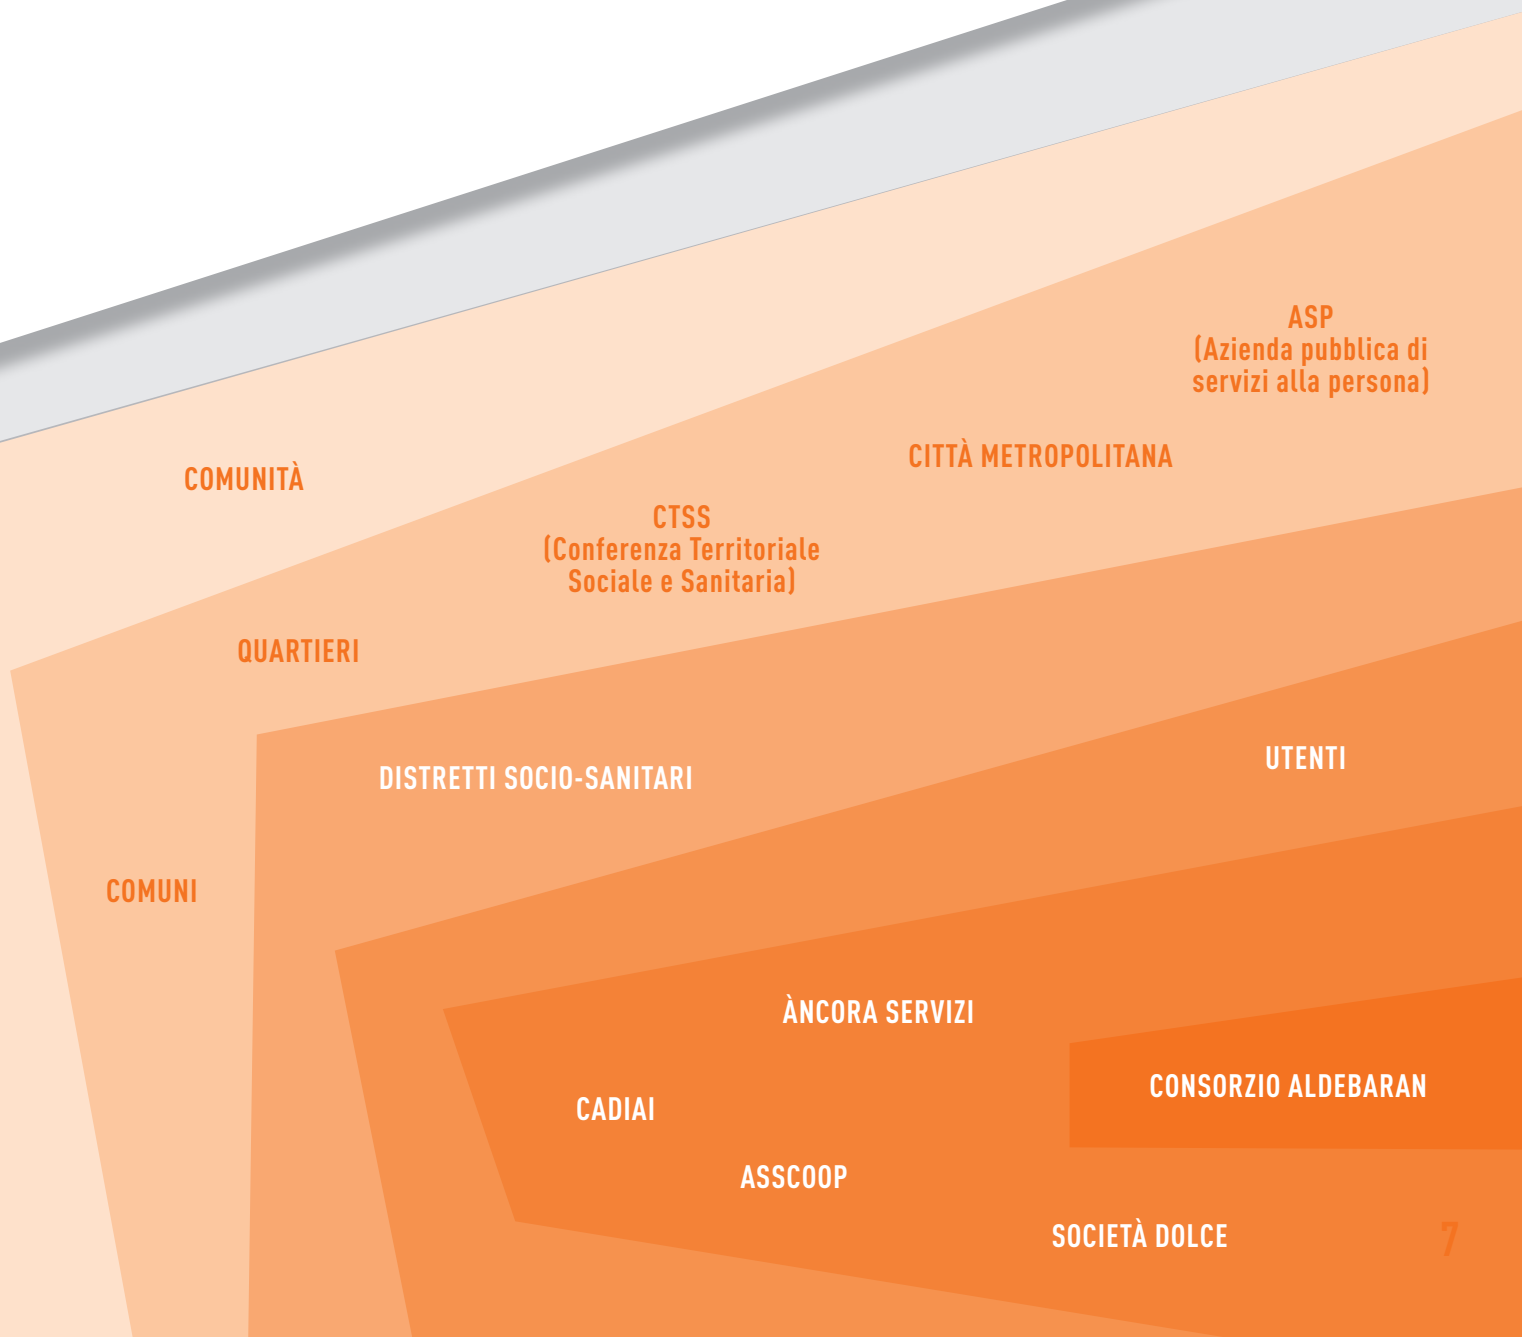 ASP
(Azienda pubblica di
servizi alla persona)
CITTÀ METROPOLITANA
COMUNITÀ
CTSS
(Conferenza Territoriale
Sociale e Sanitaria)
QUARTIERI
UTENTI
DISTRETTI SOCIO-SANITARI
COMUNI
ÀNCORA SERVIZI
CONSORZIO ALDEBARAN
CADIAI
ASSCOOP
SOCIETÀ DOLCE
7